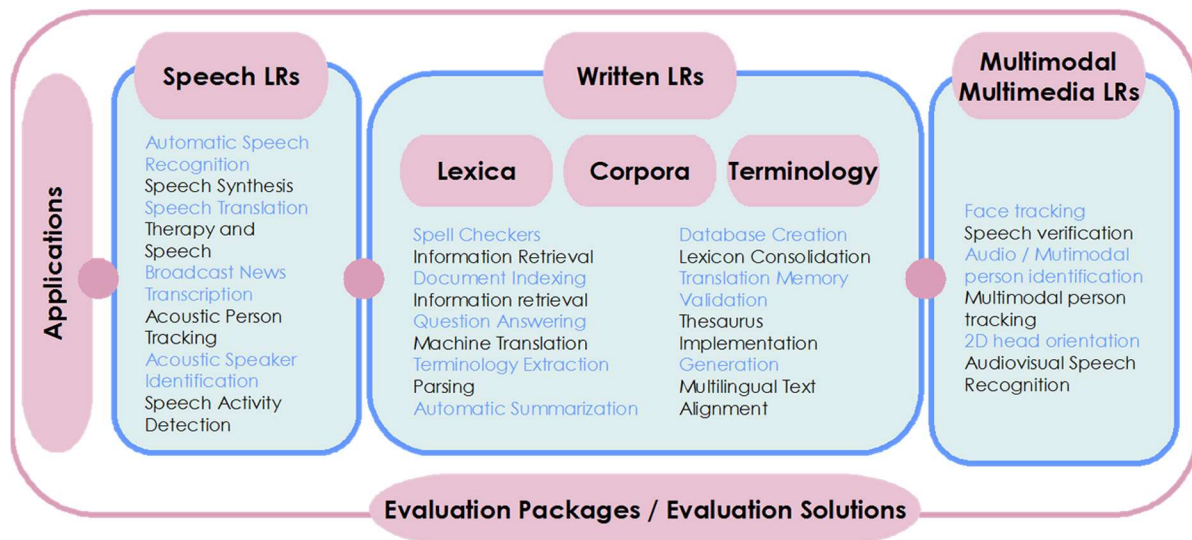 Applications
Speech LRs
Automatic Speech
Recognition
Speech Synthesis
Speech Translation
Therapy and
Speech
Broadcast News
Transcription
Acoustic Person
Tracking
Acoustic Speaker
Identification
Speech Activity
Detection
Written LRs
Lexica
Corpora
Terminology
Spell Checkers
Information Retrieval
Document Indexing
Information retrieval
Question Answering
Machine Translation
Terminology Extraction
Parsing
Automatic Summarization
Database Creation
Lexicon Consolidation
Translation Memory
Validation
Thesaurus
Implementation
Generation
Multilingual Text
Alignment
Multimodal
Multimedia LRs
Face tracking
Speech verification
Audio / Mutimodal
person identification
Multimodal person
tracking
2D head orientation
Audiovisual Speech
Recognition
Evaluation Packages / Evaluation Solutions